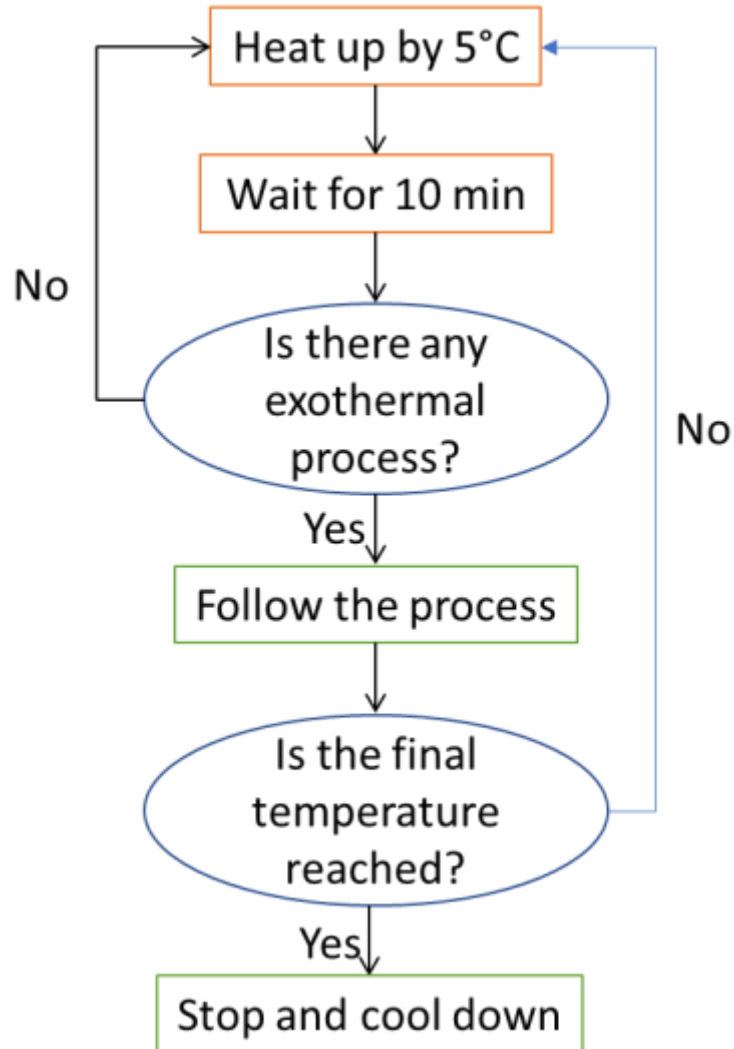 Heat up by 5°C
Wait for 10 min
No
Is there any
exothermal
process?
No
Yes
Follow the process
Is the final
temperature
reached?
Yes
Stop and cool down